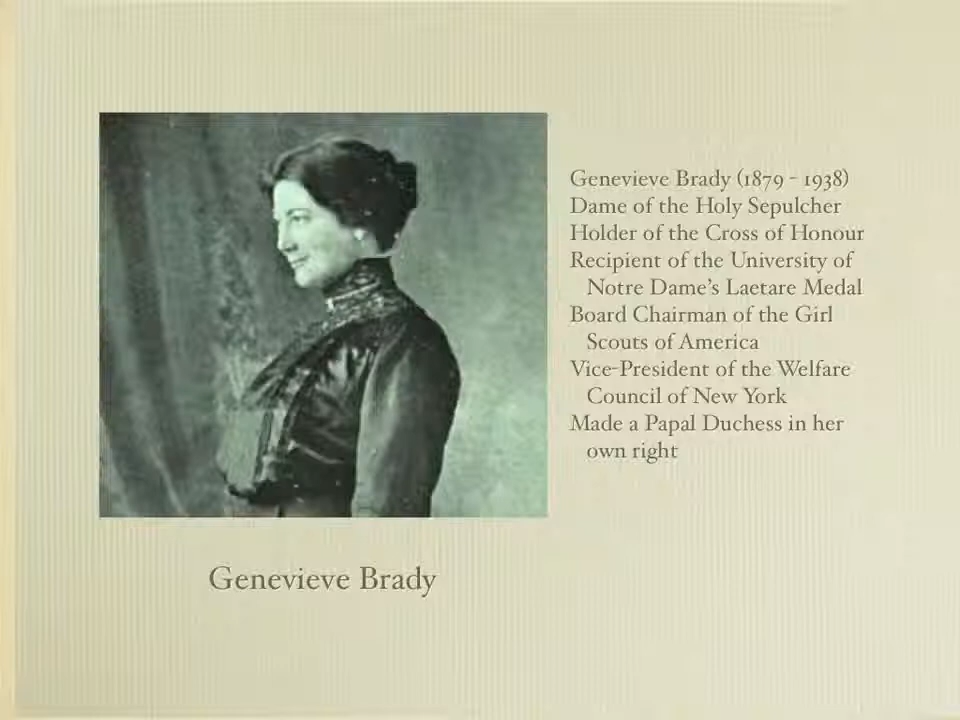 Genevieve Brady (1879 - 1938)
Dame of the Holy Sepulcher
Holder of the Cross of Honour
Recipient of the University of
Notre Dame's Laetare Medal
Board Chairman of the Girl
Scouts of America
Vice-President of the Welfare
Council of New York
Made a Papal Duchess in her
own right
Genevieve Brady